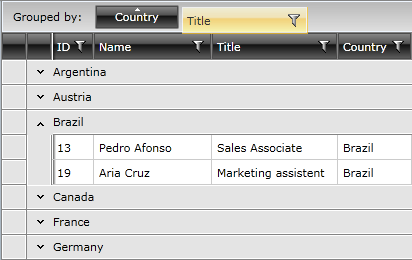 Grouped by: Country Title
ID Name Title Country
Argentina
Austria
Brazil
13 Pedro Afonso Sales Associate Brazil
19 Aria Cruz Marketing assistent Brazil
Canada
France
Germany